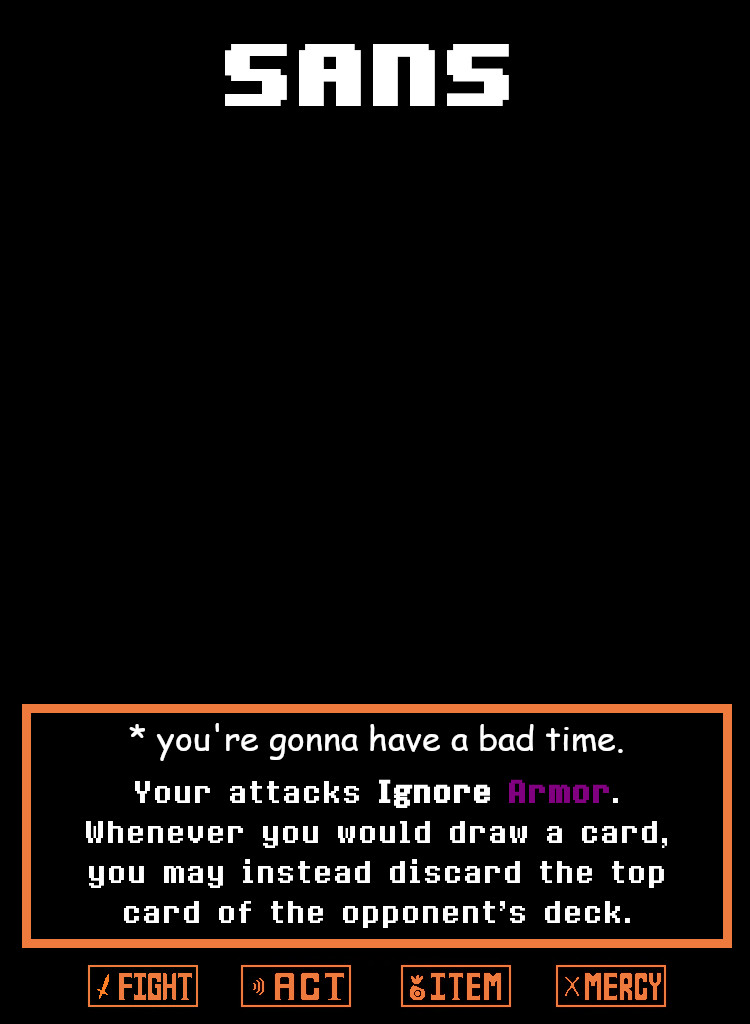 SANS
* you're gonna have a bad time.
Your attacks Ignore Armor.
Whenever you would draw a card,
you may instead discard the top
card of the opponent’s deck.
FIGHT ACT ITEM MERCY